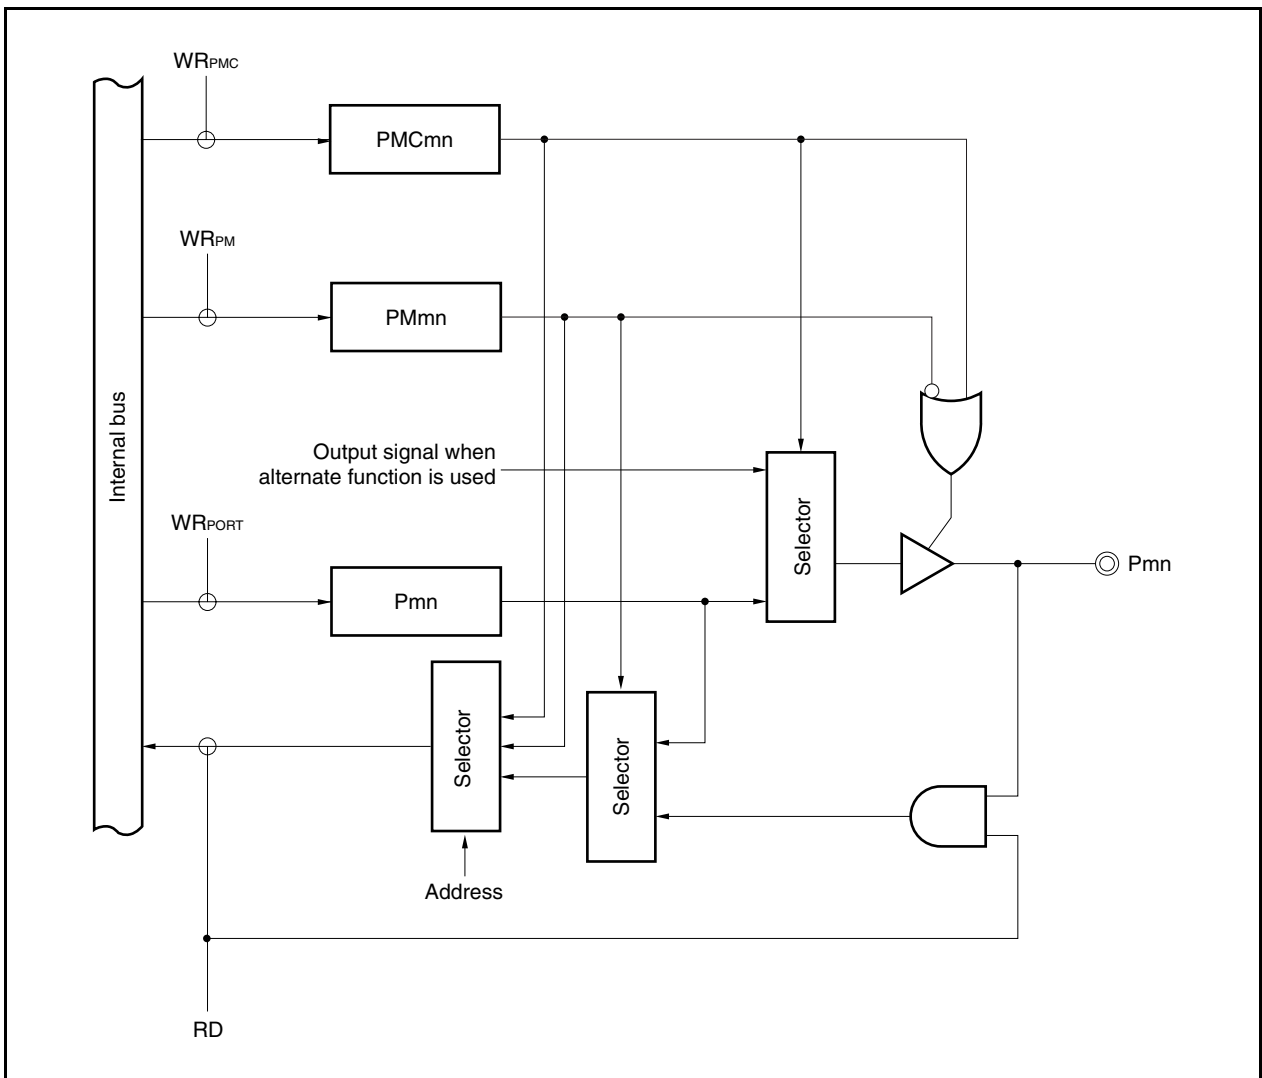 WRPMC
PMCmn
WRPM
PMmn
Internal bus
Output signal when
alternate function is used
Selector
WRPORT
Pmn
Pmn
Selector
Selector
Address
RD